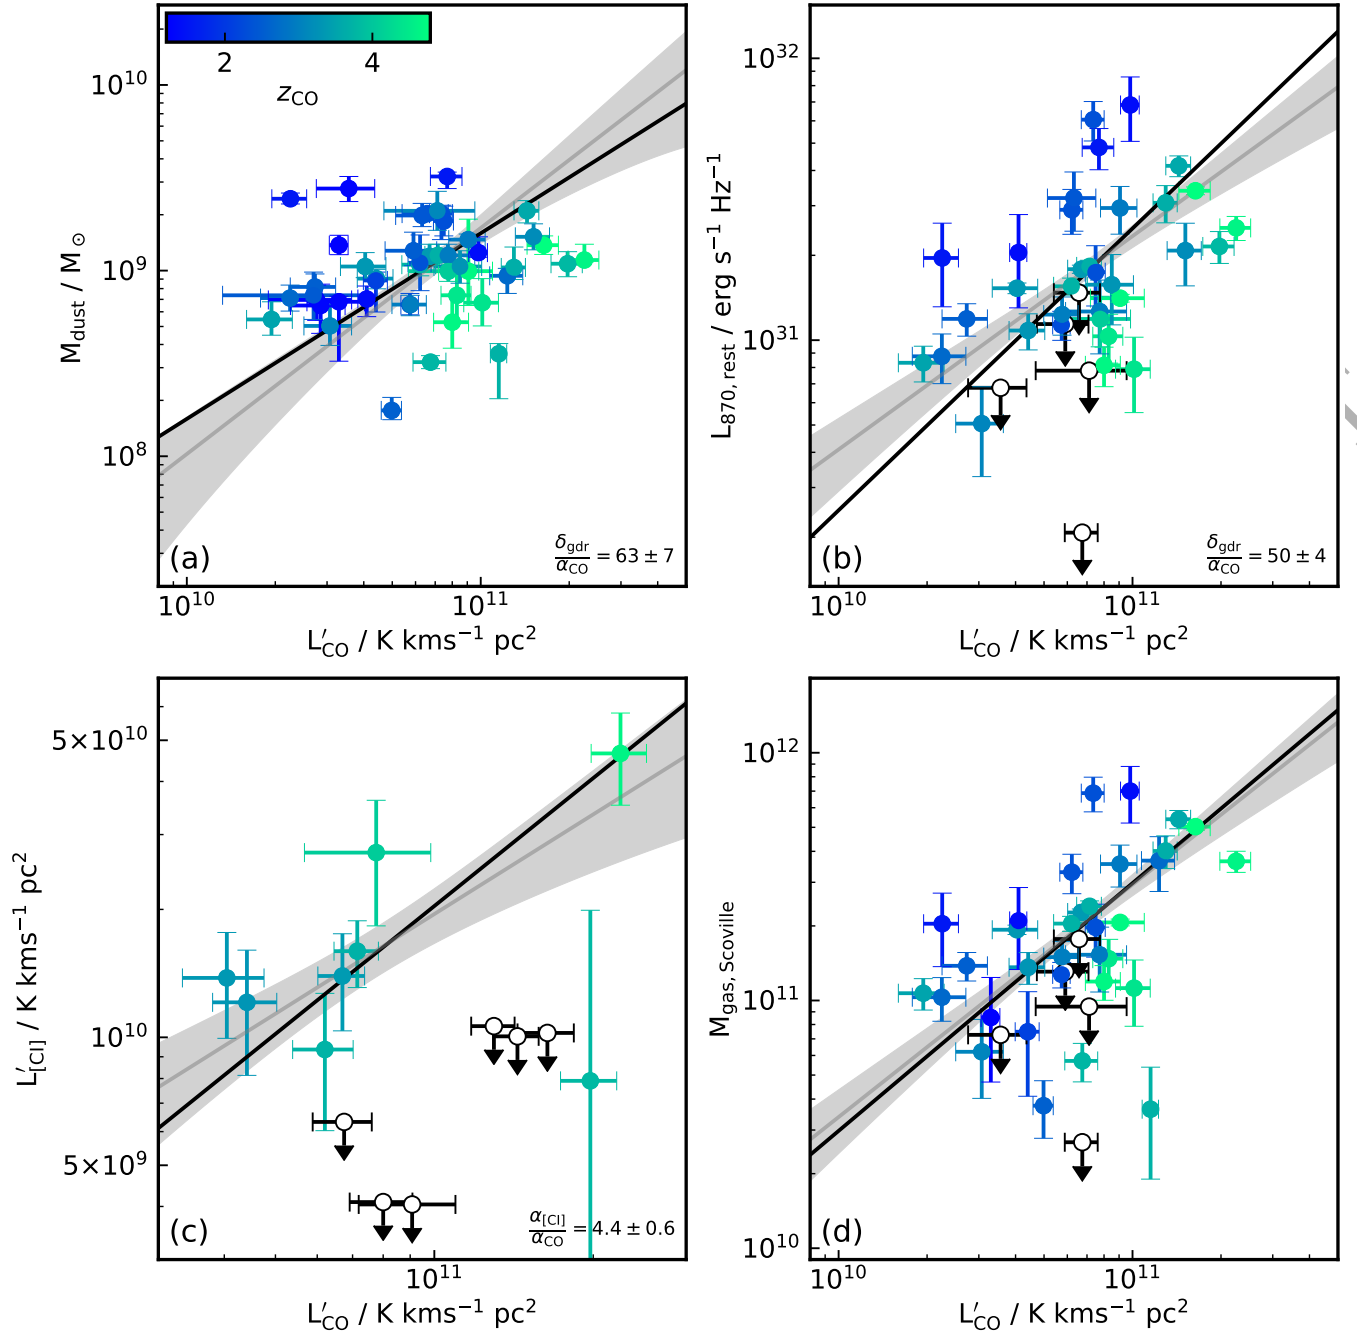 2 4
z_CO
10^10
10^9
10^8
M_dust / M_⊙
(a)
δ_gdr/α_CO = 63 ± 7
10^10 10^11
L′_CO / K kms^−1 pc^2
10^32
10^31
L_870, rest / erg s^−1 Hz^−1
(b)
δ_gdr/α_CO = 50 ± 4
10^10 10^11
L′_CO / K kms^−1 pc^2
5×10^10
10^10
5×10^9
L′_[CI] / K kms^−1 pc^2
(c)
α_[CI]/α_CO = 4.4 ± 0.6
10^11
L′_CO / K kms^−1 pc^2
10^12
10^11
10^10
M_gas, Scoville
(d)
10^10 10^11
L′_CO / K kms^−1 pc^2